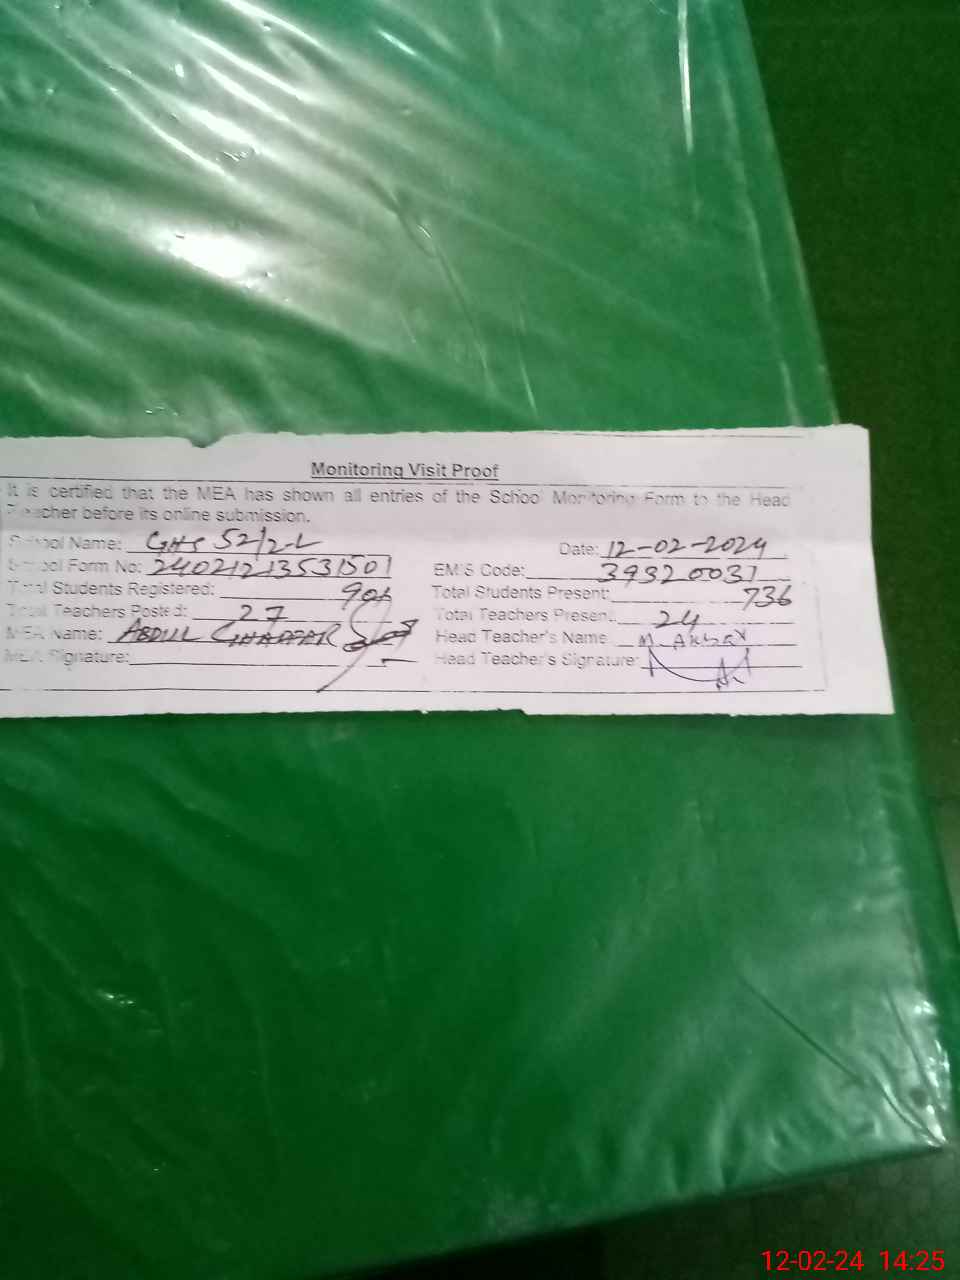 Monitoring Visit Proof
It is certified that the MEA has shown all entries of the School Monitoring Form to the Head
Teacher before its online submission.
School Name: GHS 52/2-L Date: 12-02-2024
School Form No: 24021213531501 EMIS Code: 39320031
Total Students Registered: Total Students Present: 736
Total Teachers Posted: 27 Total Teachers Present: 24
MEA Name: ABDUL GHAFFAR Head Teacher's Name M. Akbar
MEA Signature: Head Teacher's Signature:
12-02-24 14:25